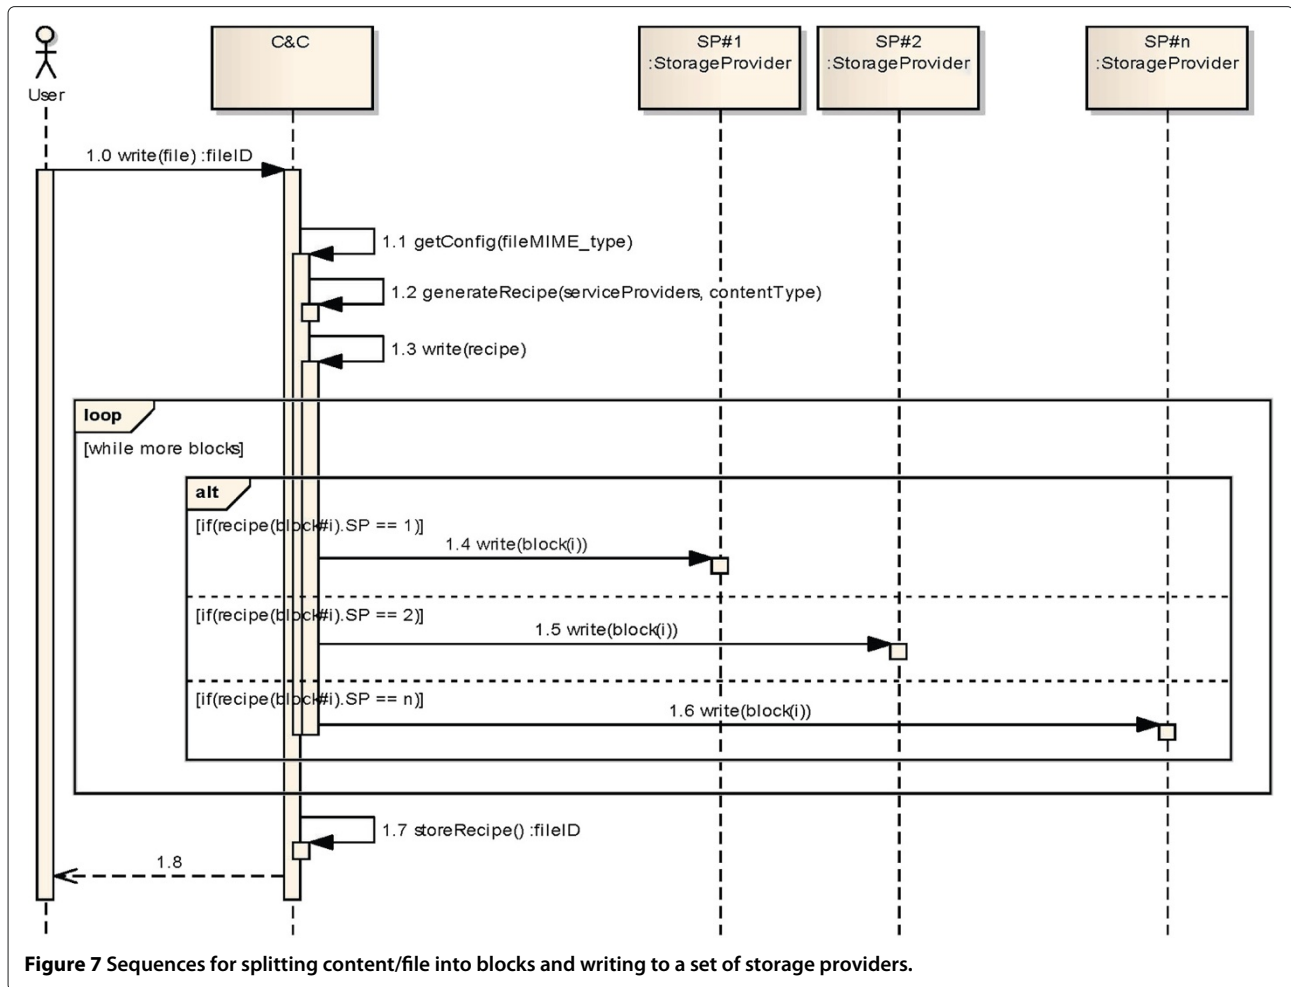 User
C&C
SP#1
:StorageProvider
SP#2
:StorageProvider
SP#n
:StorageProvider
1.0 write(file) :fileID
1.1 getConfig(fileMIME_type)
1.2 generateRecipe(serviceProviders, contentType)
1.3 write(recipe)
loop
[while more blocks]
alt
[if(recipe(block#i).SP == 1)]
1.4 write(block(i))
[if(recipe(block#i).SP == 2)]
1.5 write(block(i))
[if(recipe(block#i).SP == n)]
1.6 write(block(i))
1.7 storeRecipe() :fileID
1.8
Figure 7 Sequences for splitting content/file into blocks and writing to a set of storage providers.